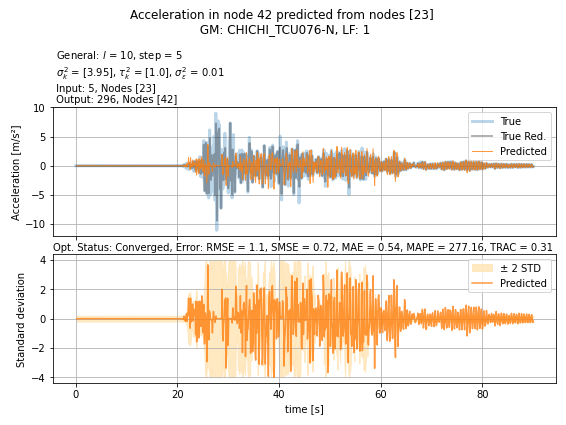 Acceleration in node 42 predicted from nodes [23]
GM: CHICHI_TCU076-N, LF: 1
General: l = 10, step = 5
σ_k^2 = [3.95], τ_k^2 = [1.0], σ_ε^2 = 0.01
Input: 5, Nodes [23]
Output: 296, Nodes [42]
Acceleration [m/s²]
10
5
0
−5
−10
True
True Red.
Predicted
Opt. Status: Converged, Error: RMSE = 1.1, SMSE = 0.72, MAE = 0.54, MAPE = 277.16, TRAC = 0.31
Standard deviation
4
2
0
−2
−4
± 2 STD
Predicted
0 20 40 60 80
time [s]